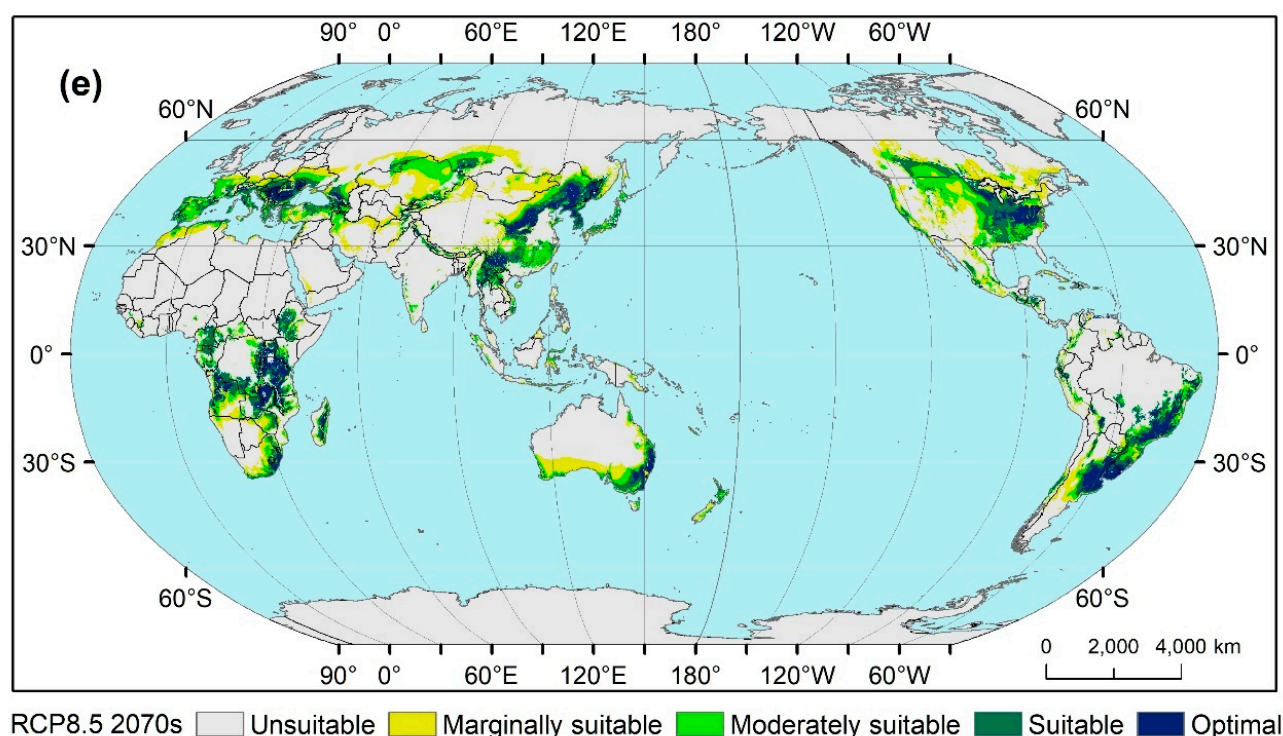 90° 0° 60°E 120°E 180° 120°W 60°W
(e)
60°N 60°N
30°N 30°N
0° 0°
30°S 30°S
60°S 60°S
0 2,000 4,000 km
90° 0° 60°E 120°E 120°W 60°W
RCP8.5 2070s Unsuitable Marginally suitable Moderately suitable Suitable Optimal